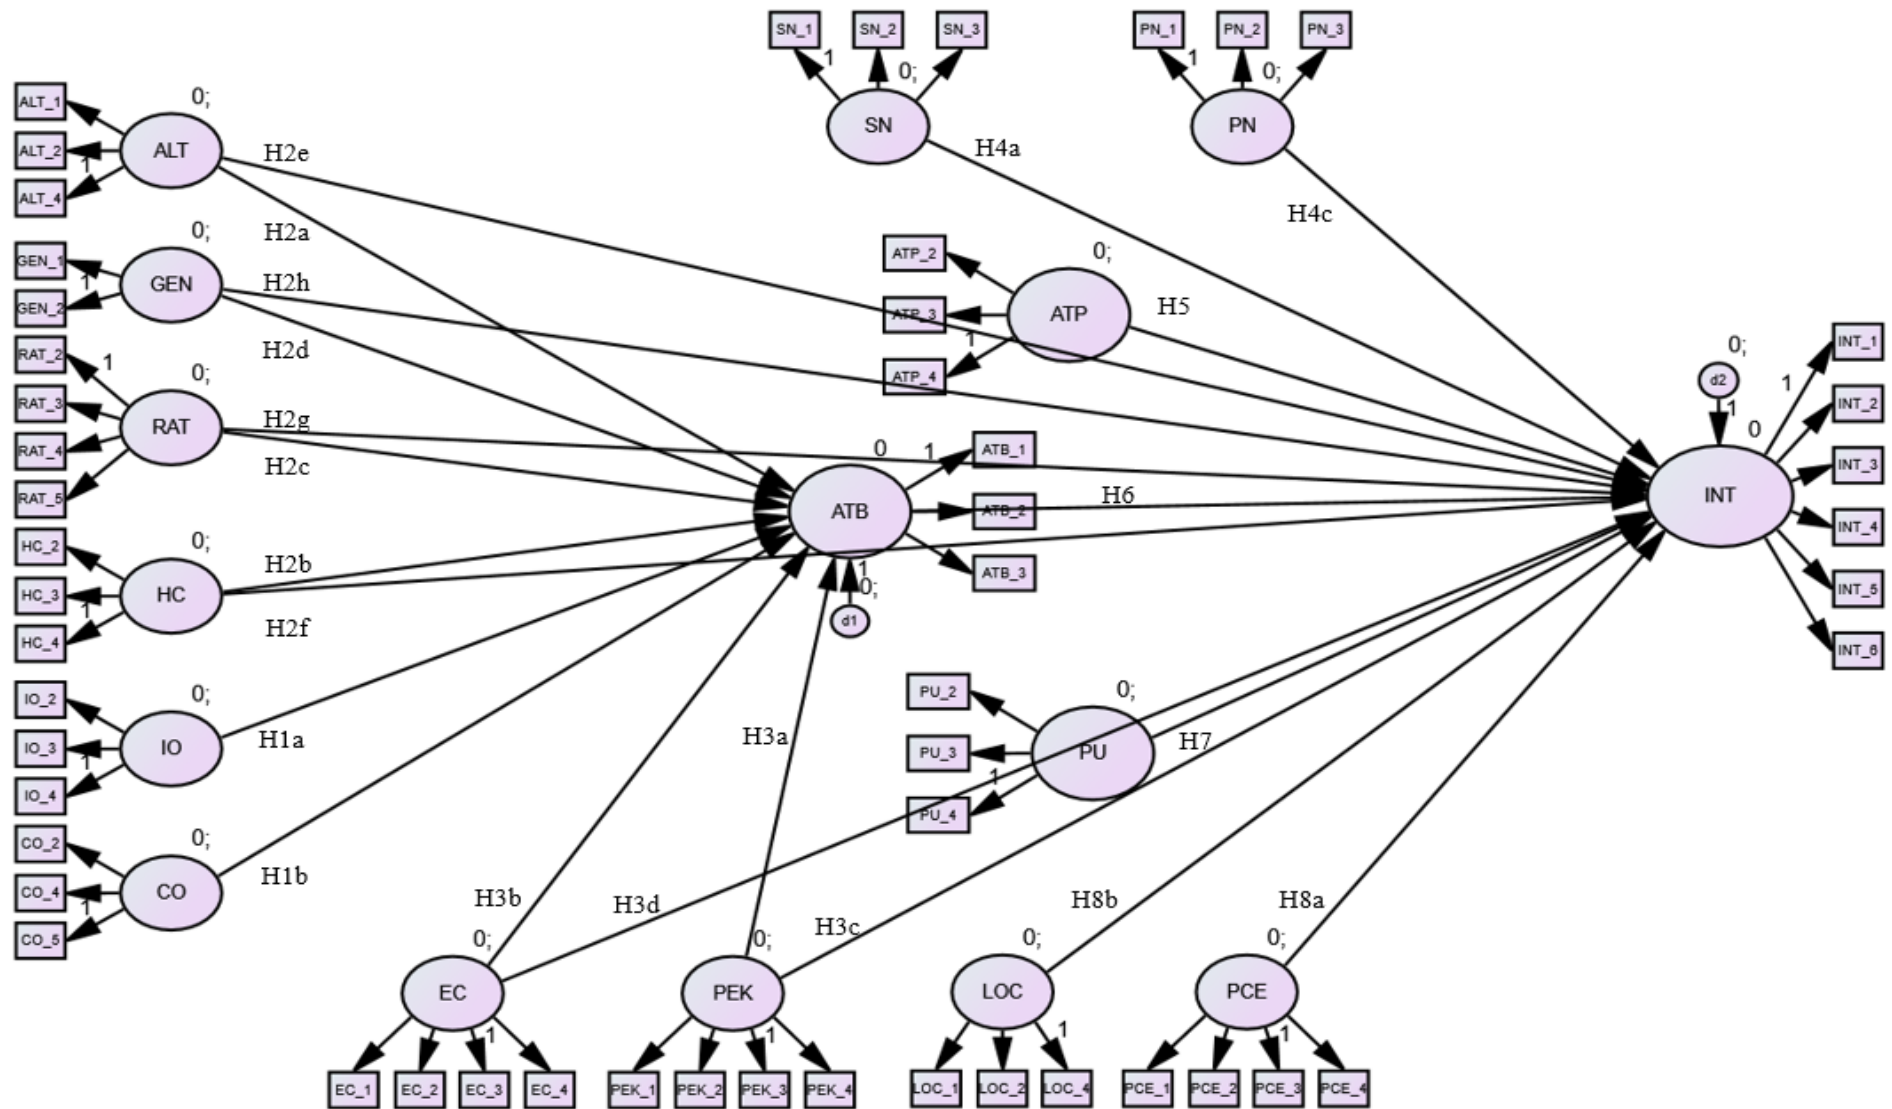 SN_1
SN_2
SN_3
PN_1
PN_2
PN_3
1
0;
1
0;
SN
PN
ALT_1
ALT_2
ALT_4
1
0;
ALT
H2e
H2a
H4a
H4c
GEN_1
GEN_2
1
0;
GEN
H2h
H2d
ATP_2
ATP_3
ATP_4
1
0;
ATP
H5
RAT_2
RAT_3
RAT_4
RAT_5
1
0;
RAT
H2g
H2c
0
1
ATB
ATB_1
ATB_2
ATB_3
H6
1
0;
d1
0;
d2
1
0
INT
1
INT_1
INT_2
INT_3
INT_4
INT_5
INT_6
HC_2
HC_3
HC_4
1
0;
HC
H2b
H2f
IO_2
IO_3
IO_4
1
0;
IO
H1a
H3a
PU_2
PU_3
PU_4
1
0;
PU
H7
CO_2
CO_4
CO_5
1
0;
CO
H1b
H3b
H3d
H3c
H8b
H8a
0;
EC
1
EC_1
EC_2
EC_3
EC_4
0;
PEK
1
PEK_1
PEK_2
PEK_3
PEK_4
0;
LOC
1
LOC_1
LOC_2
LOC_4
0;
PCE
1
PCE_1
PCE_2
PCE_3
PCE_4